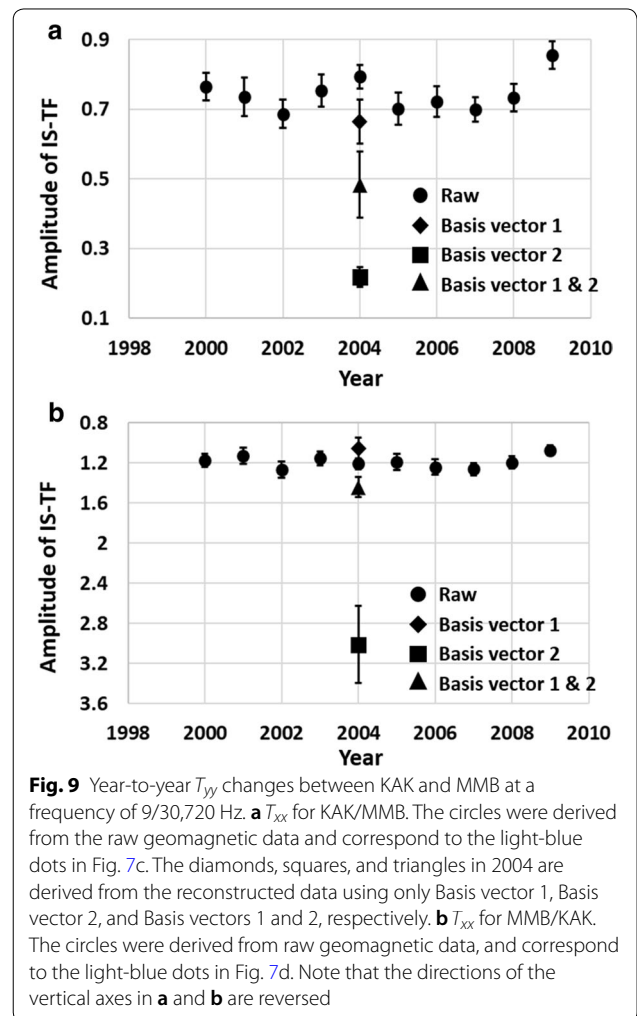 a
0.9
0.7
0.5
0.3
0.1
Amplitude of IS-TF
Raw
Basis vector 1
Basis vector 2
Basis vector 1 & 2
1998 2000 2002 2004 2006 2008 2010
Year
b
0.8
1.2
1.6
2
2.4
2.8
3.2
3.6
Amplitude of IS-TF
Raw
Basis vector 1
Basis vector 2
Basis vector 1 & 2
1998 2000 2002 2004 2006 2008 2010
Year
Fig. 9 Year-to-year Tyy changes between KAK and MMB at a
frequency of 9/30,720 Hz. a Txx for KAK/MMB. The circles were derived
from the raw geomagnetic data and correspond to the light-blue
dots in Fig. 7c. The diamonds, squares, and triangles in 2004 are
derived from the reconstructed data using only Basis vector 1, Basis
vector 2, and Basis vectors 1 and 2, respectively. b Txx for MMB/KAK.
The circles were derived from raw geomagnetic data, and correspond
to the light-blue dots in Fig. 7d. Note that the directions of the
vertical axes in a and b are reversed